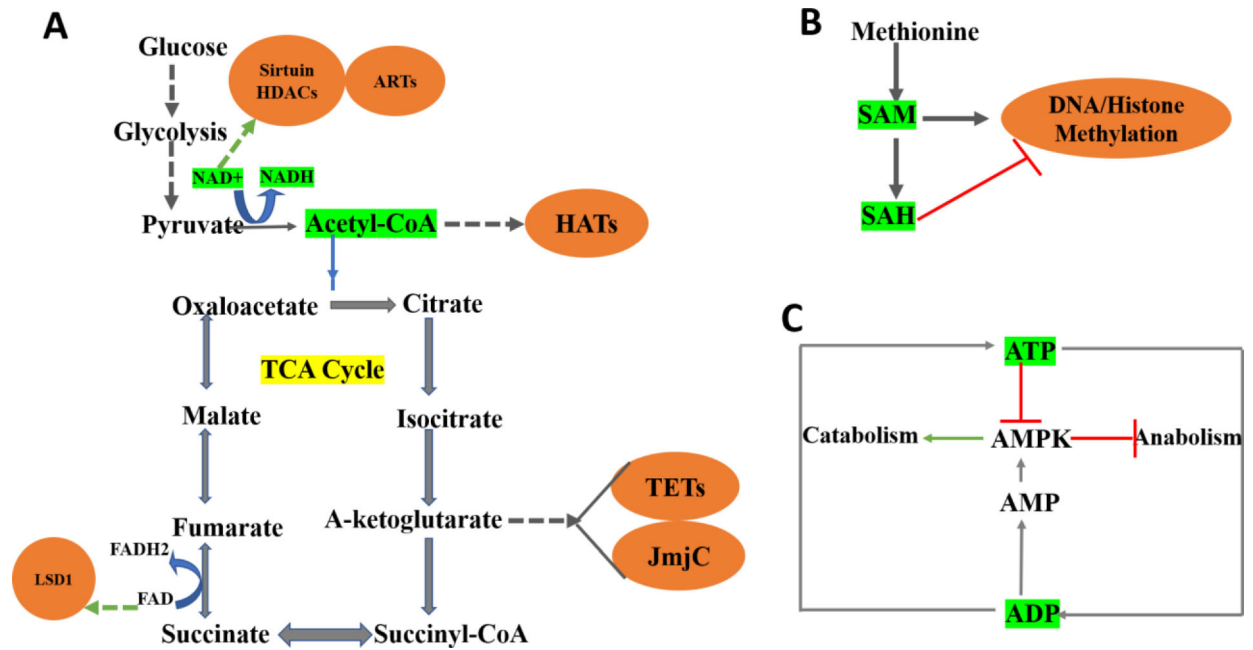 A
Glucose
Sirtuin
HDACs
ARTs
Glycolysis
NAD+
NADH
Pyruvate
Acetyl-CoA
HATs
Oxaloacetate
Citrate
TCA Cycle
Malate
Isocitrate
TETs
A-ketoglutarate
JmjC
Fumarate
FADH2
LSD1
FAD
Succinate
Succinyl-CoA
B
Methionine
SAM
DNA/Histone
Methylation
SAH
C
ATP
Catabolism
AMPK
Anabolism
AMP
ADP